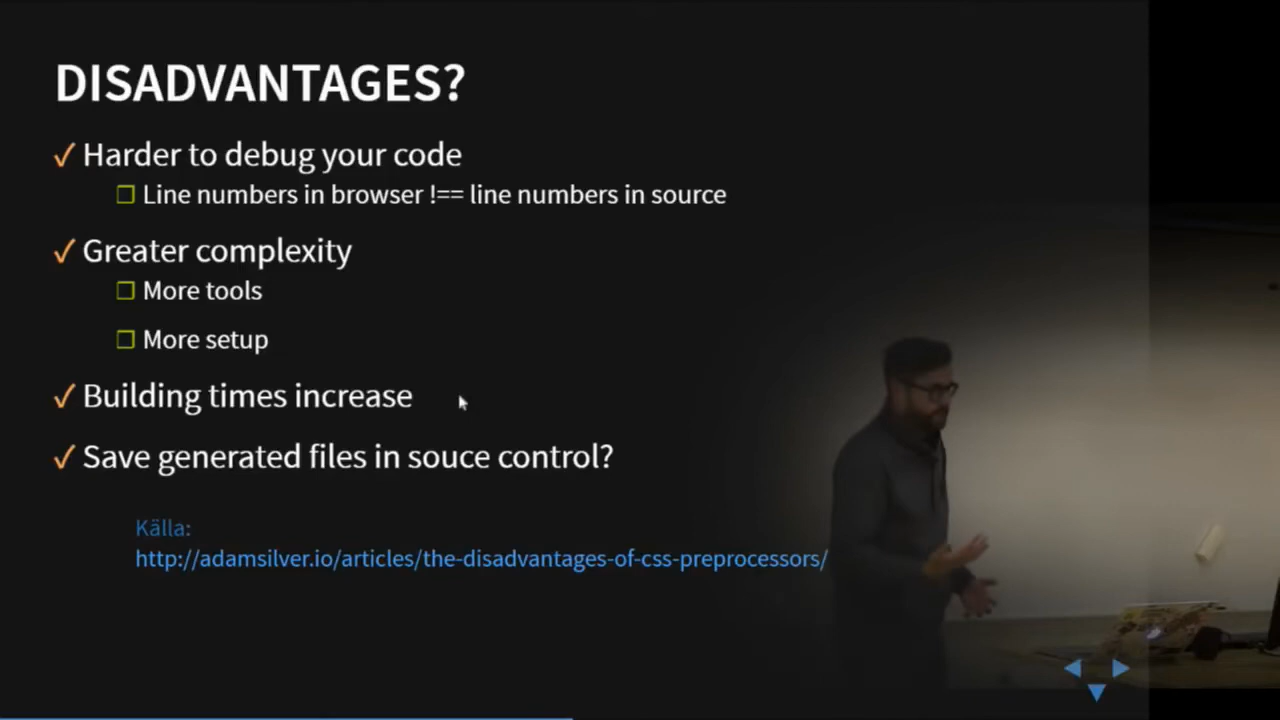 DISADVANTAGES?
✓ Harder to debug your code
❐ Line numbers in browser !== line numbers in source
✓ Greater complexity
❐ More tools
❐ More setup
✓ Building times increase
✓ Save generated files in souce control?
Källa:
http://adamsilver.io/articles/the-disadvantages-of-css-preprocessors/